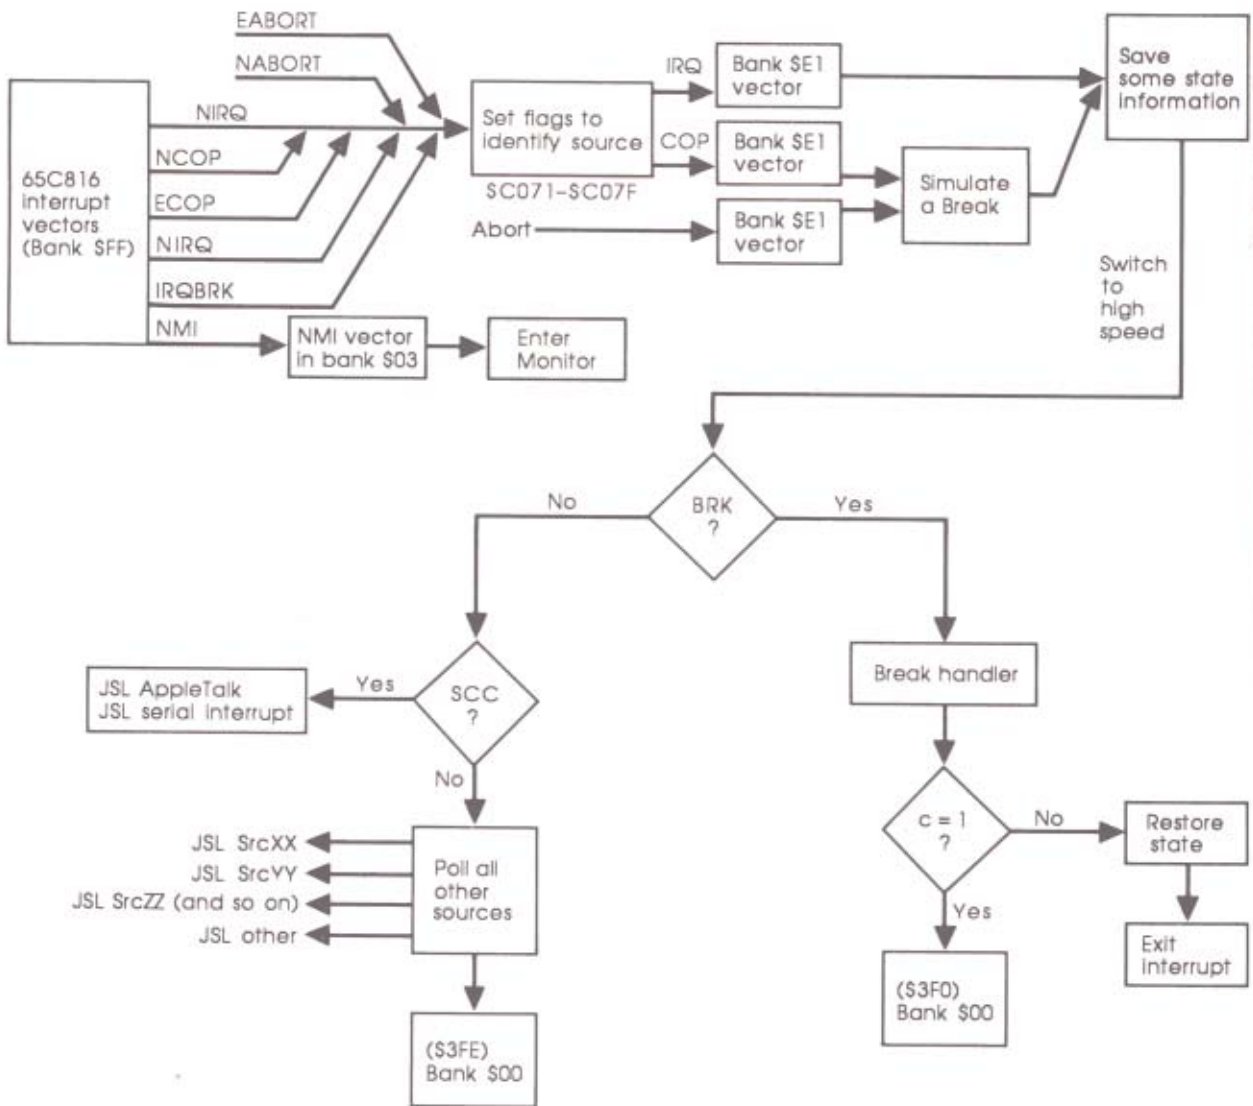 EABORT
NABORT
NIRQ
NCOP
ECOP
NIRQ
IRQBRK
NMI
65C816
interrupt
vectors
(Bank $FF)
Set flags to
identify source
$C071–$C07F
IRQ
COP
Abort
Bank $E1
vector
Bank $E1
vector
Bank $E1
vector
Simulate
a Break
Save
some state
information
NMI vector
in bank $03
Enter
Monitor
Switch
to
high
speed
BRK
?
No
Yes
SCC
?
Yes
No
JSL AppleTalk
JSL serial interrupt
Break handler
c = 1
?
No
Yes
Restore
state
Exit
interrupt
JSL SrcXX
JSL SrcYY
JSL SrcZZ (and so on)
JSL other
Poll all
other
sources
($3F0)
Bank $00
($3FE)
Bank $00